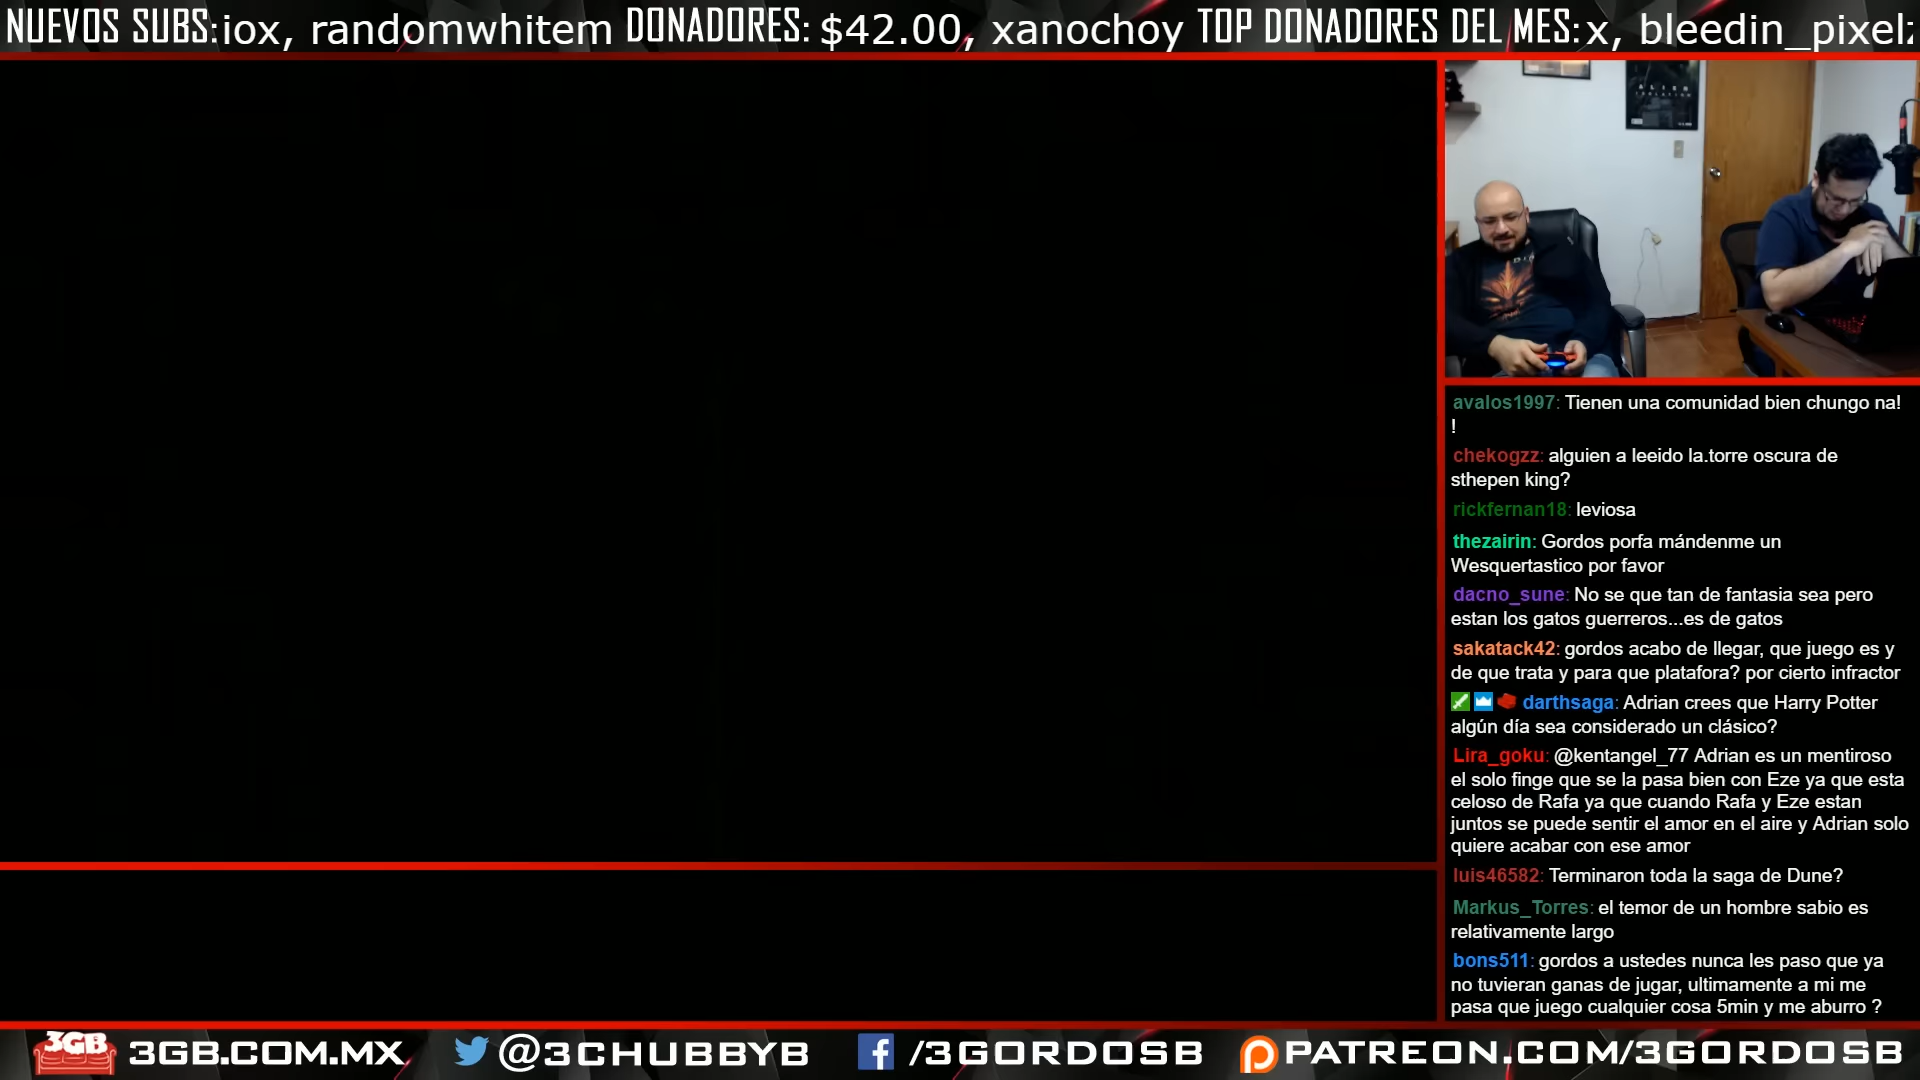 NUEVOS SUBS: iox, randomwhitem DONADORES: $42.00, xanochoy TOP DONADORES DEL MES: x, bleedin_pixelz
ALIEN
avalos1997: Tienen una comunidad bien chungo na!
!
chekogzz: alguien a leeido la.torre oscura de
sthepen king?
rickfernan18: leviosa
thezairin: Gordos porfa mándenme un
Wesquertastico por favor
dacno_sune: No se que tan de fantasia sea pero
estan los gatos guerreros...es de gatos
sakatack42: gordos acabo de llegar, que juego es y
de que trata y para que platafora? por cierto infractor
darthsaga: Adrian crees que Harry Potter
algún día sea considerado un clásico?
Lira_goku: @kentangel_77 Adrian es un mentiroso
el solo finge que se la pasa bien con Eze ya que esta
celoso de Rafa ya que cuando Rafa y Eze estan
juntos se puede sentir el amor en el aire y Adrian solo
quiere acabar con ese amor
luis46582: Terminaron toda la saga de Dune?
Markus_Torres: el temor de un hombre sabio es
relativamente largo
bons511: gordos a ustedes nunca les paso que ya
no tuvieran ganas de jugar, ultimamente a mi me
pasa que juego cualquier cosa 5min y me aburro ?
3GB 3GB.COM.MX @3CHUBBYB /3GORDOSB PATREON.COM/3GORDOSB